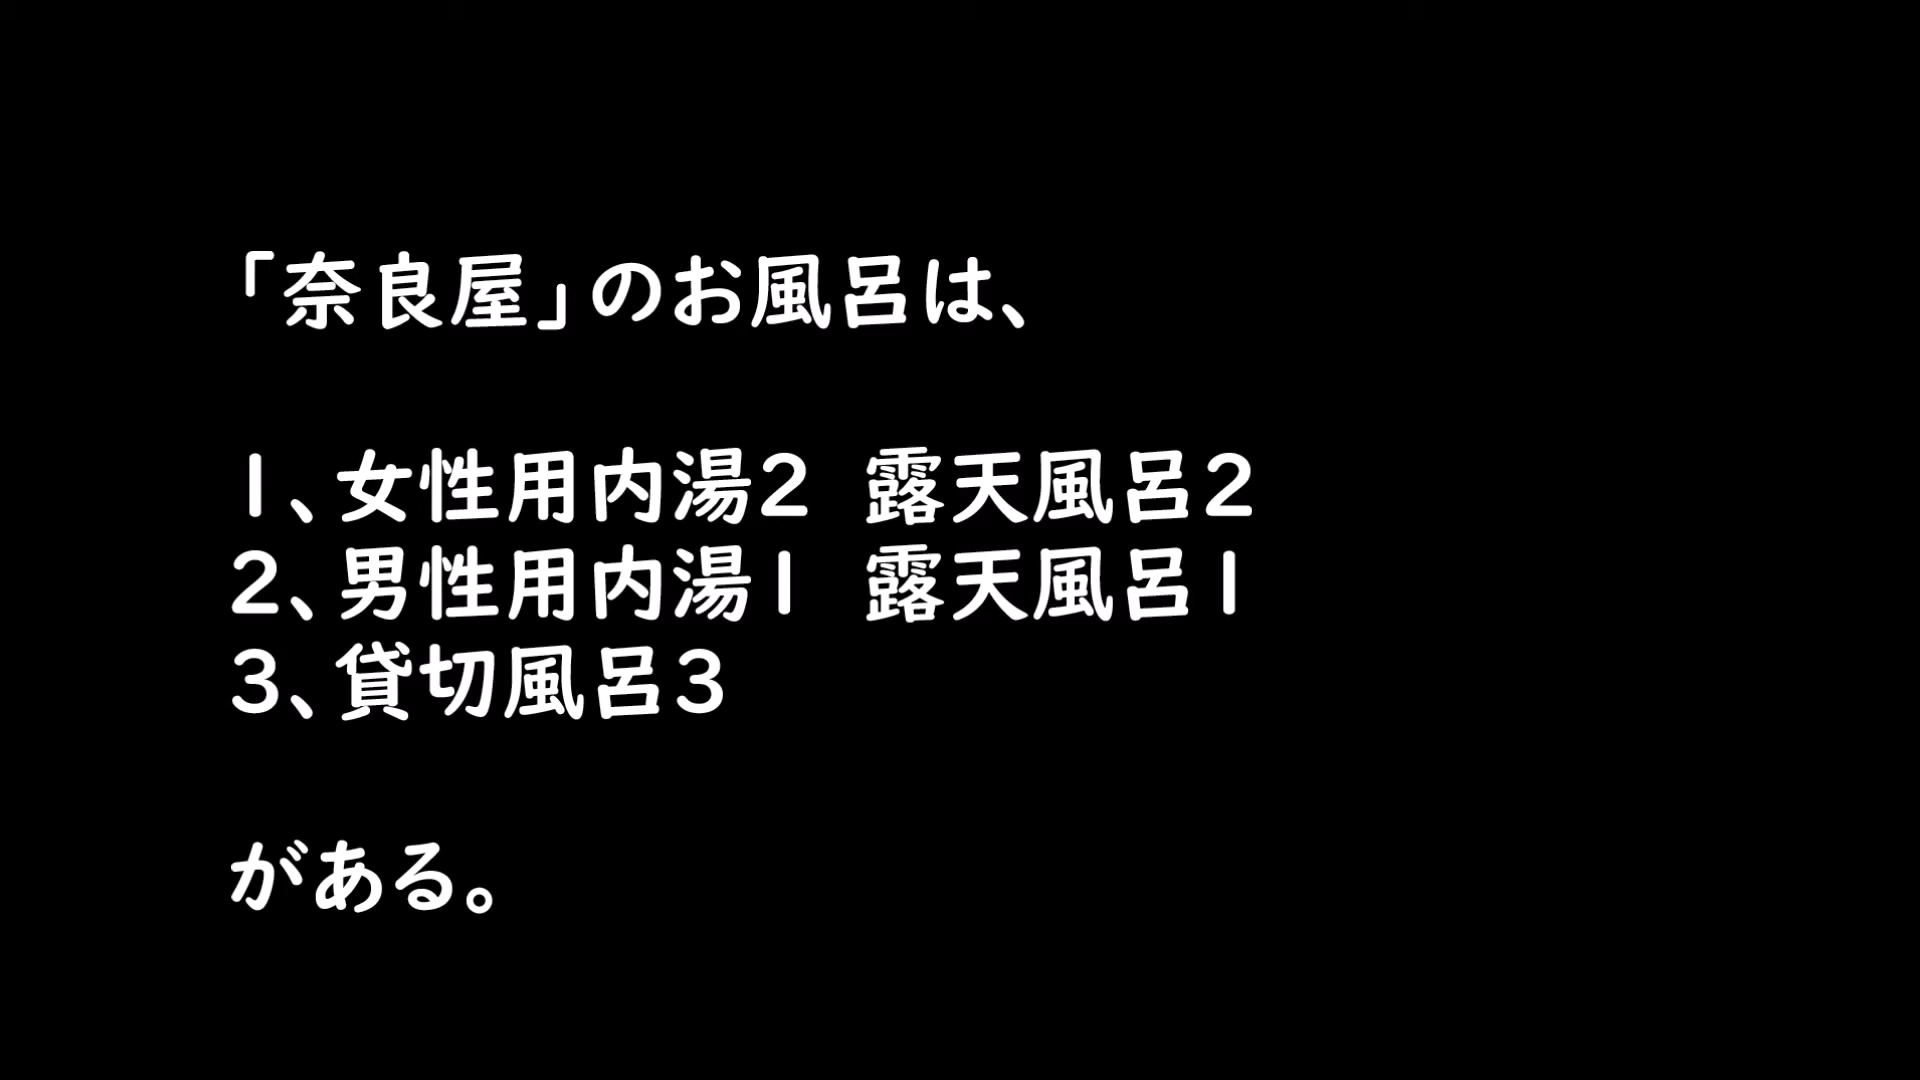 「奈良屋」のお風呂は、
1、女性用内湯2　露天風呂2
2、男性用内湯1　露天風呂1
3、貸切風呂3
がある。